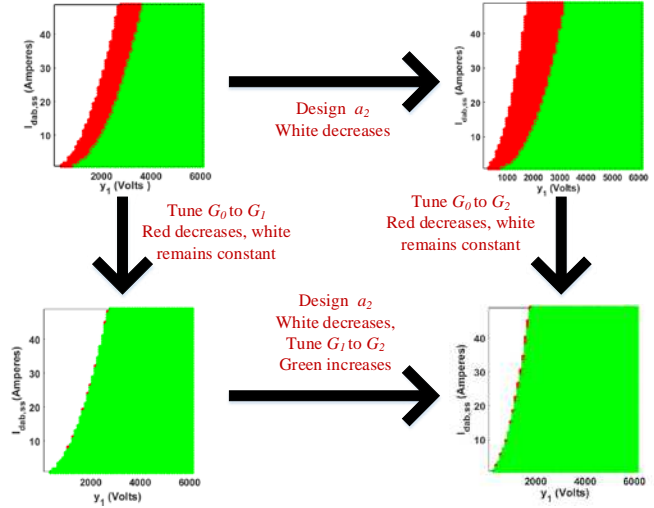 40
30
20
10
I_dab,ss (Amperes)
2000 4000 6000
y_1 (Volts )
Design a_2
White decreases
40
30
20
10
I_dab,ss (Amperes)
1000 2000 3000 4000 5000 6000
y_1 (Volts)
Tune G_0 to G_1
Red decreases, white
remains constant
Tune G_0 to G_2
Red decreases, white
remains constant
40
30
20
10
I_dab,ss (Amperes)
2000 4000 6000
y_1 (Volts)
Design a_2
White decreases,
Tune G_1 to G_2
Green increases
40
30
20
10
I_dab,ss (Amperes)
2000 4000 6000
y_1 (Volts)